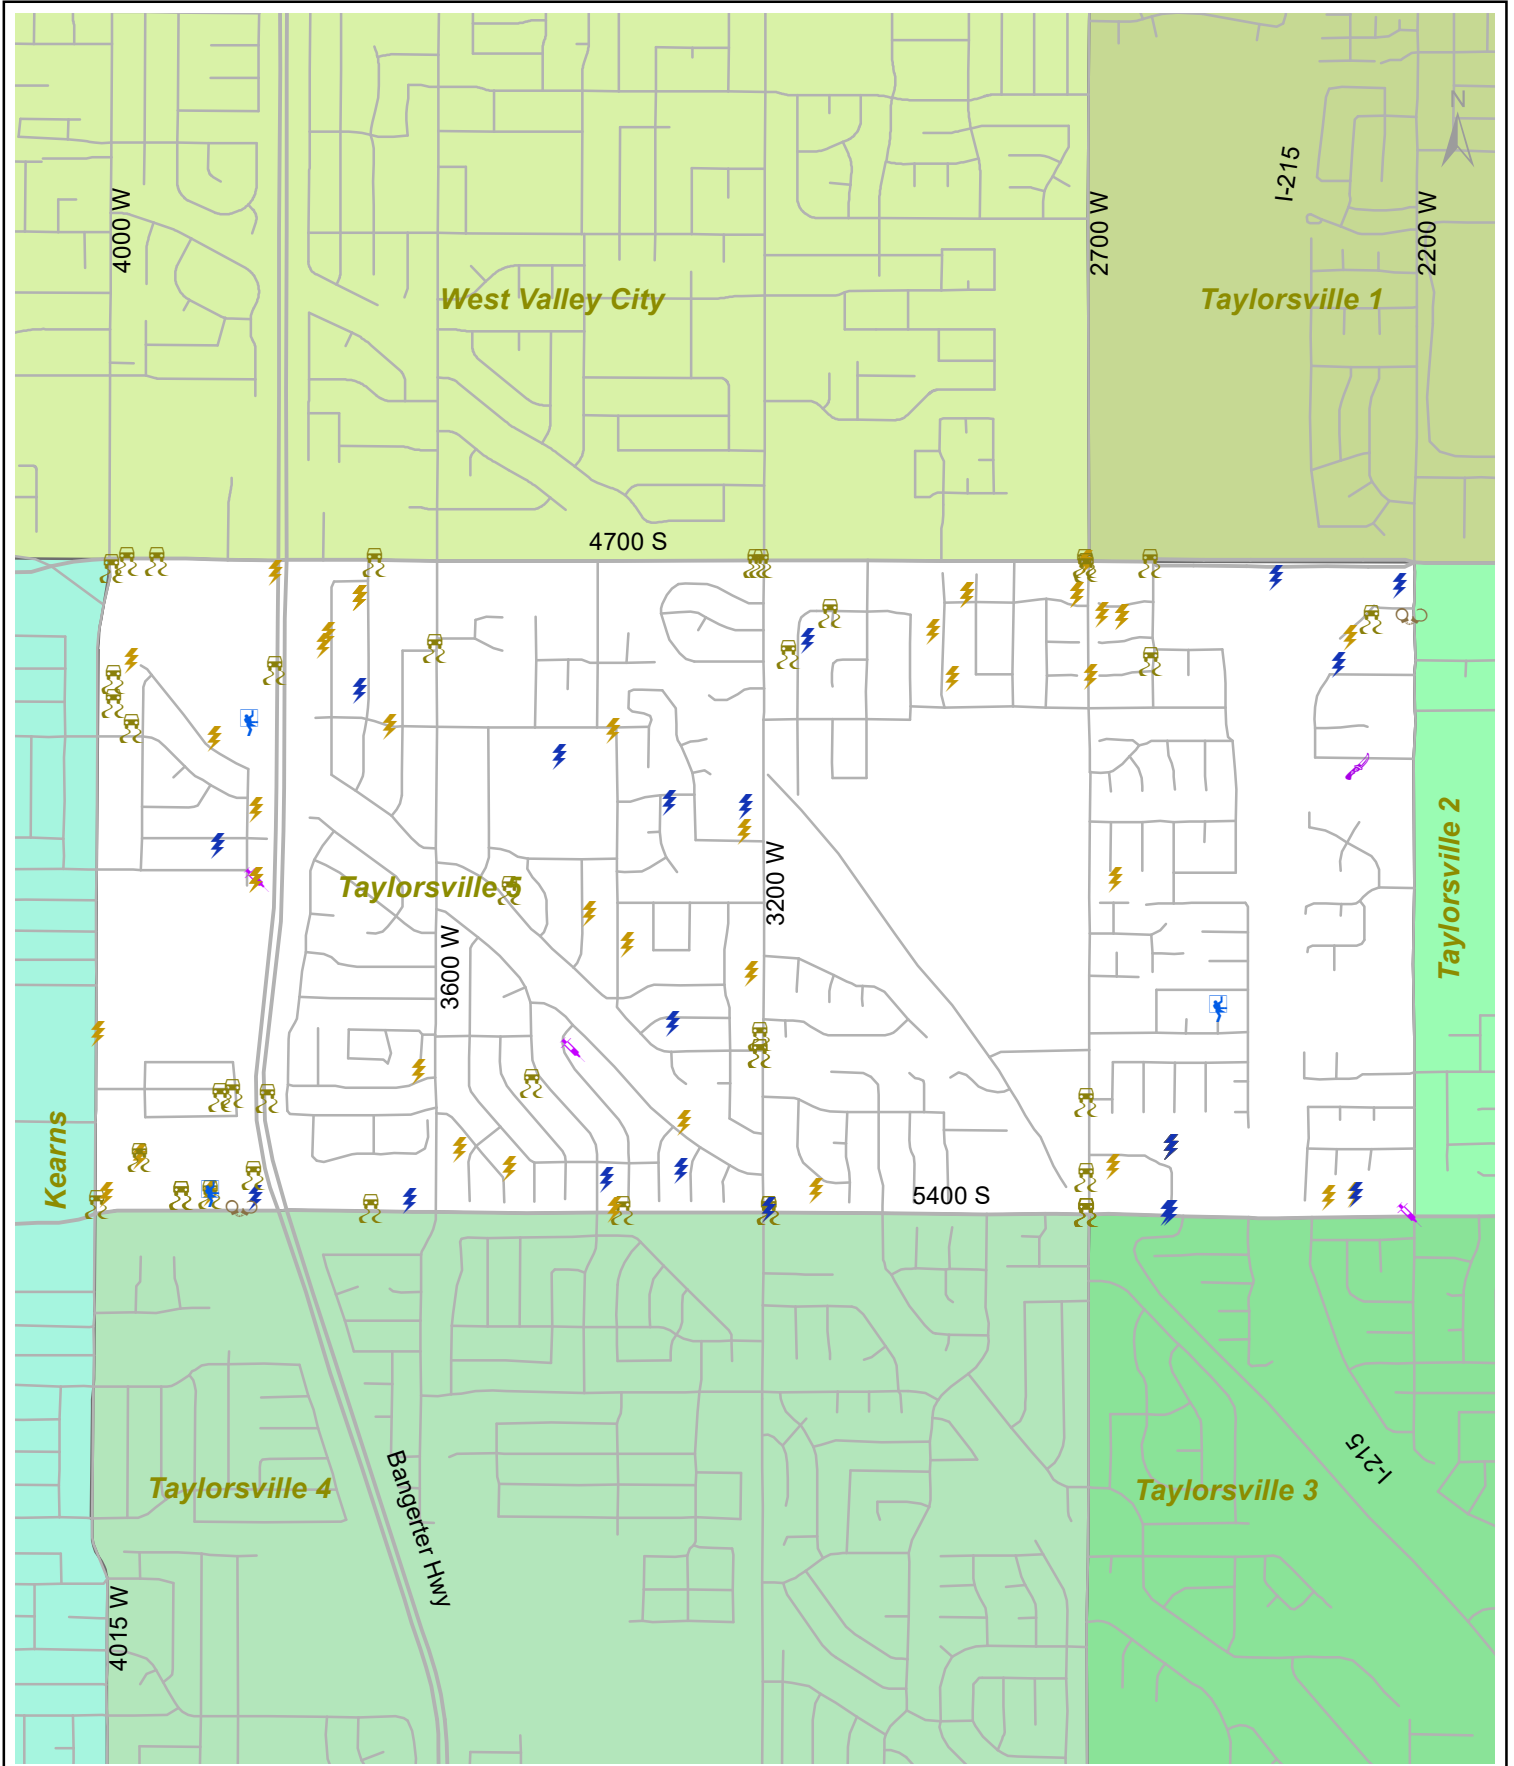 N
I-215
4000 W
2700 W
2200 W
West Valley City
Taylorsville 1
4700 S
Taylorsville 2
3200 W
Taylorsville 5
3600 W
Kearns
5400 S
I-215
Taylorsville 4
Taylorsville 3
Bangerter Hwy
4015 W